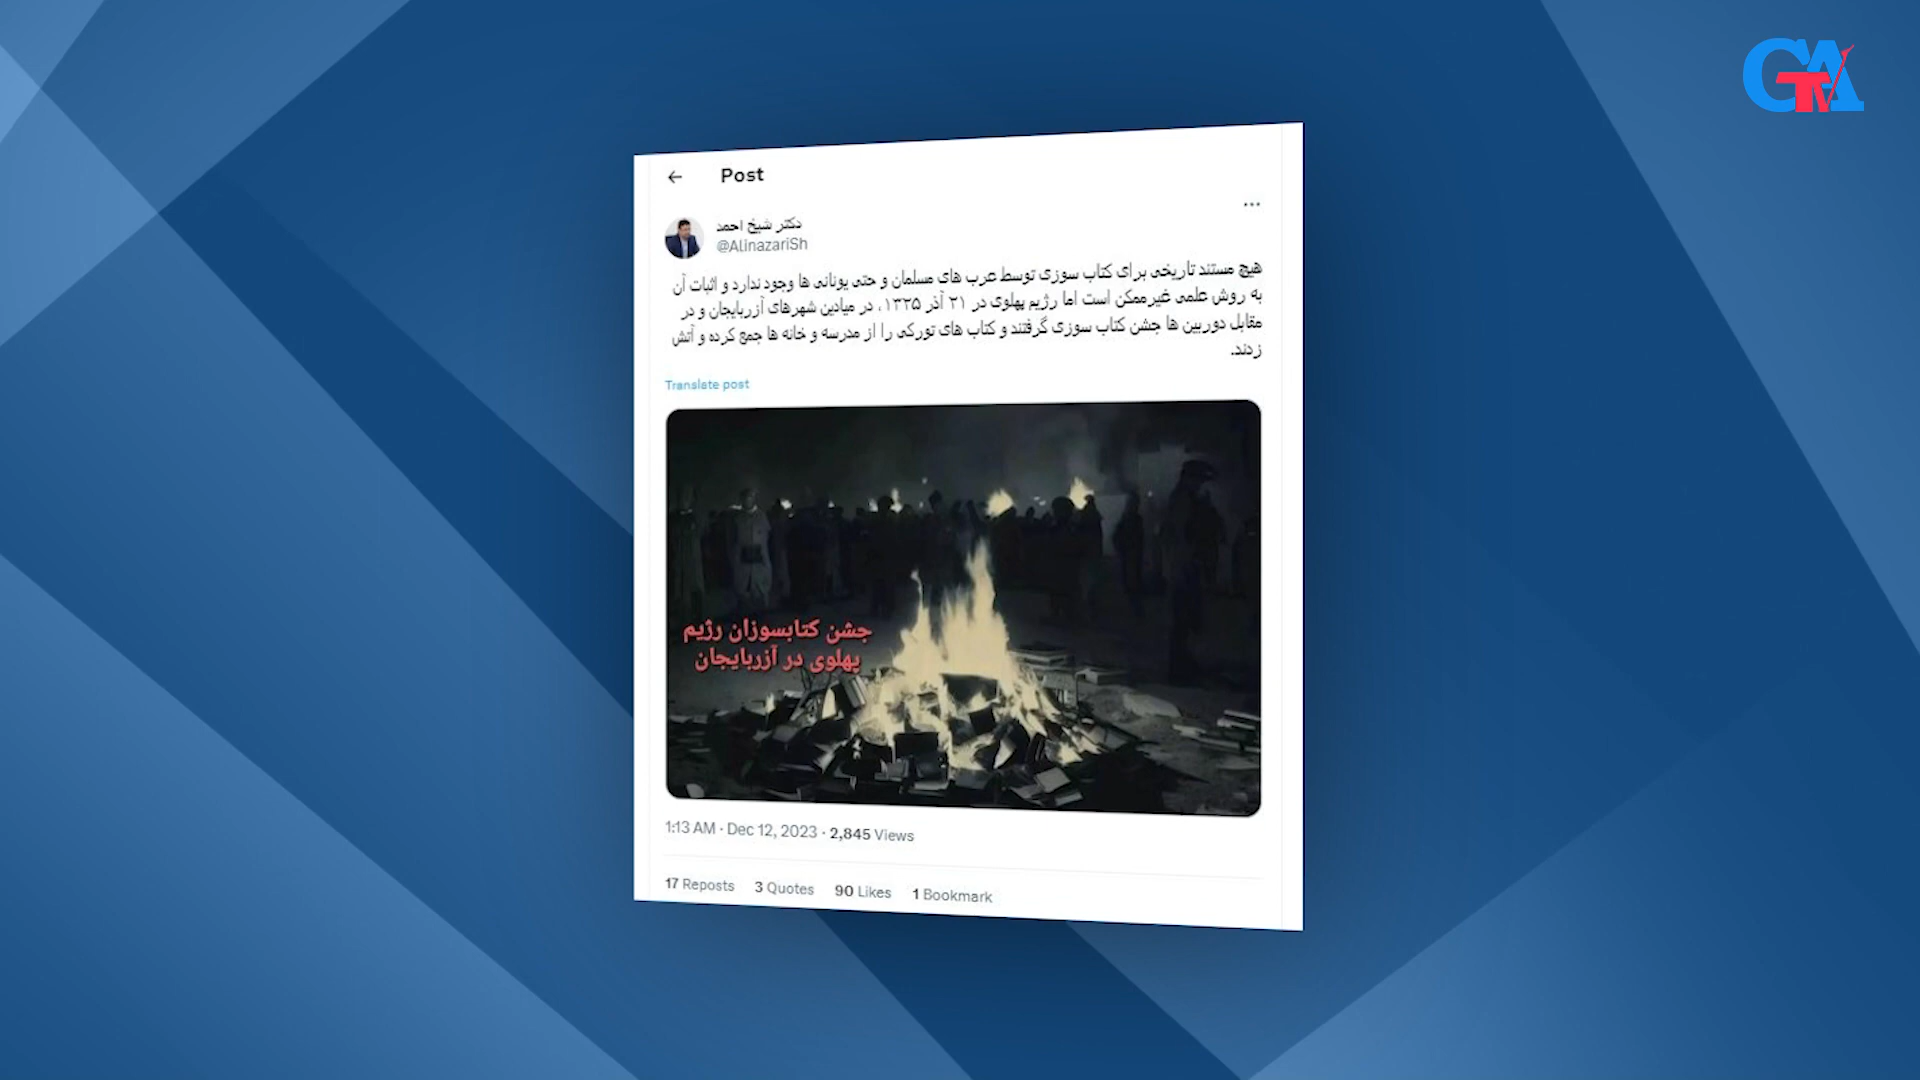 GA TV
Post
دکتر شیخ احمد
@AlinazariSh
هیچ مستند تاریخی برای کتاب سوزی توسط عرب های مسلمان و حتی یونانی ها وجود ندارد و اثبات آن
به روش علمی غیرممکن است اما رژیم پهلوی در ۲۱ آذر ۱۳۲۵، در میادین شهرهای آزربایجان و در
مقابل دوربین ها جشن کتاب سوزی گرفتند و کتاب های تورکی را از مدرسه و خانه ها جمع کرده و آتش
زدند.
Translate post
جشن کتابسوزان رژیم
پهلوی در آزربایجان
1:13 AM · Dec 12, 2023 · 2,845 Views
17 Reposts 3 Quotes 90 Likes 1 Bookmark